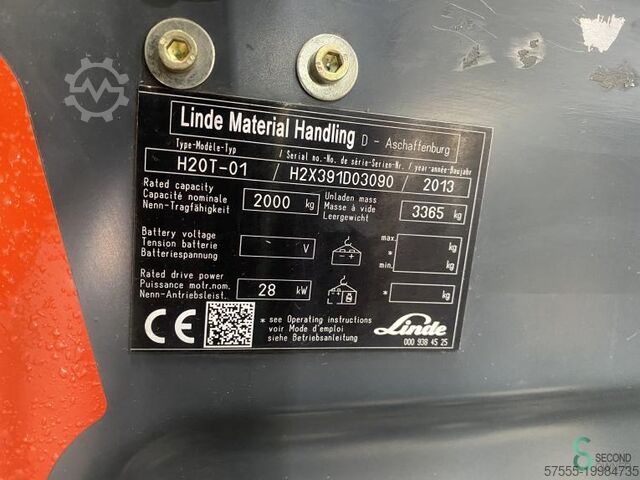 Linde Material Handling D - Aschaffenburg
Type-Modèle-Typ / Serial no.-No. de série-Serien-Nr. / year-année-Baujahr
H20T-01 / H2X391D03090 / 2013
Rated capacity
Capacité nominale
Nenn-Tragfähigkeit
2000 kg
Unladen mass
Masse à vide
Leergewicht
3365 kg
Battery voltage
Tension batterie
Batteriespannung
V
- +
max. kg
*
min. kg
Rated drive power
Puissance motr.nom.
Nenn-Antriebsleist.
28 kW
* kg
CE
* see Operating instructions
voir Mode d'emploi
siehe Betriebsanleitung
Linde
000 938 45 25
SECOND
57555-19984735